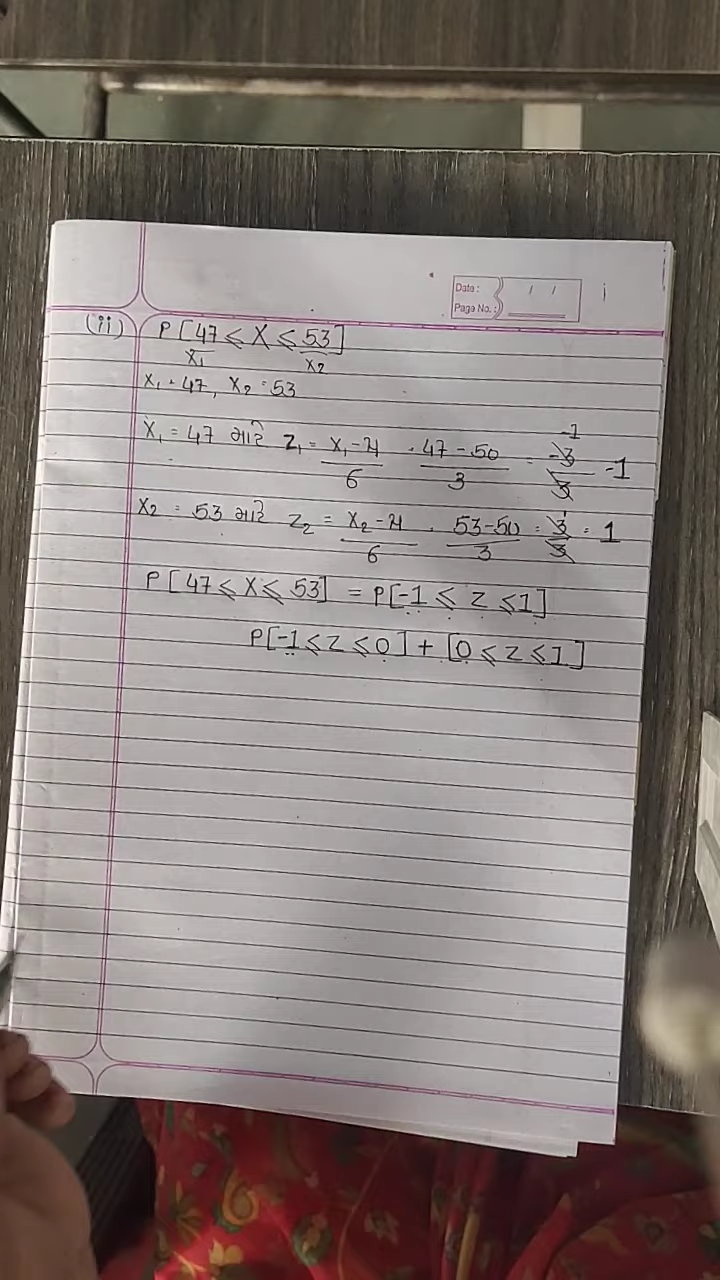 Date : / /
Page No. :
(ii) P [47 ⩽ X ⩽ 53]
X₁ X₂
X₁ = 47, X₂ = 53
X₁ = 47 માટે Z₁ = X₁-μ/6 = 47-50/3 = -3/3 = -1
X₂ = 53 માટે Z₂ = X₂-μ/6 = 53-50/3 = 3/3 = 1
P [47 ⩽ X ⩽ 53] = P[-1 ⩽ Z ⩽ 1]
P[-1 ⩽ Z ⩽ 0] + [0 ⩽ Z ⩽ 1]